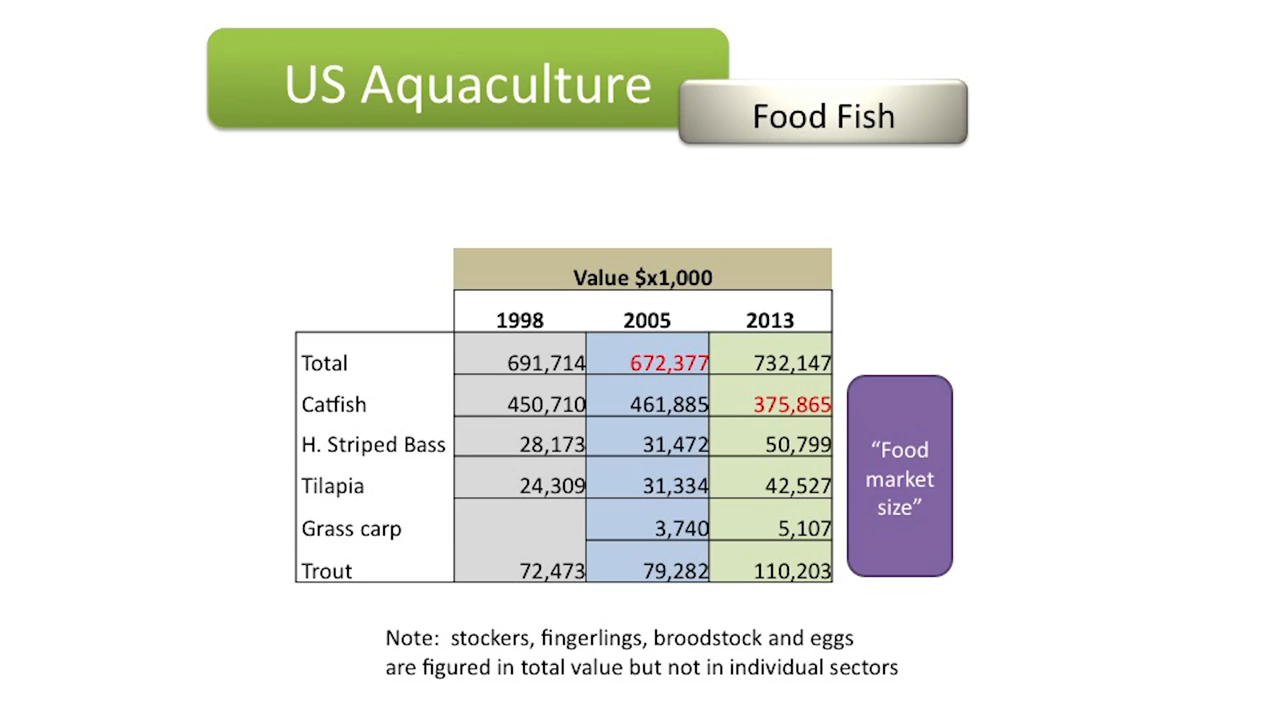 US Aquaculture
Food Fish
Value $x1,000
1998 2005 2013
Total 691,714 672,377 732,147
Catfish 450,710 461,885 375,865
H. Striped Bass 28,173 31,472 50,799
Tilapia 24,309 31,334 42,527
Grass carp 3,740 5,107
Trout 72,473 79,282 110,203
“Food
market
size”
Note: stockers, fingerlings, broodstock and eggs
are figured in total value but not in individual sectors